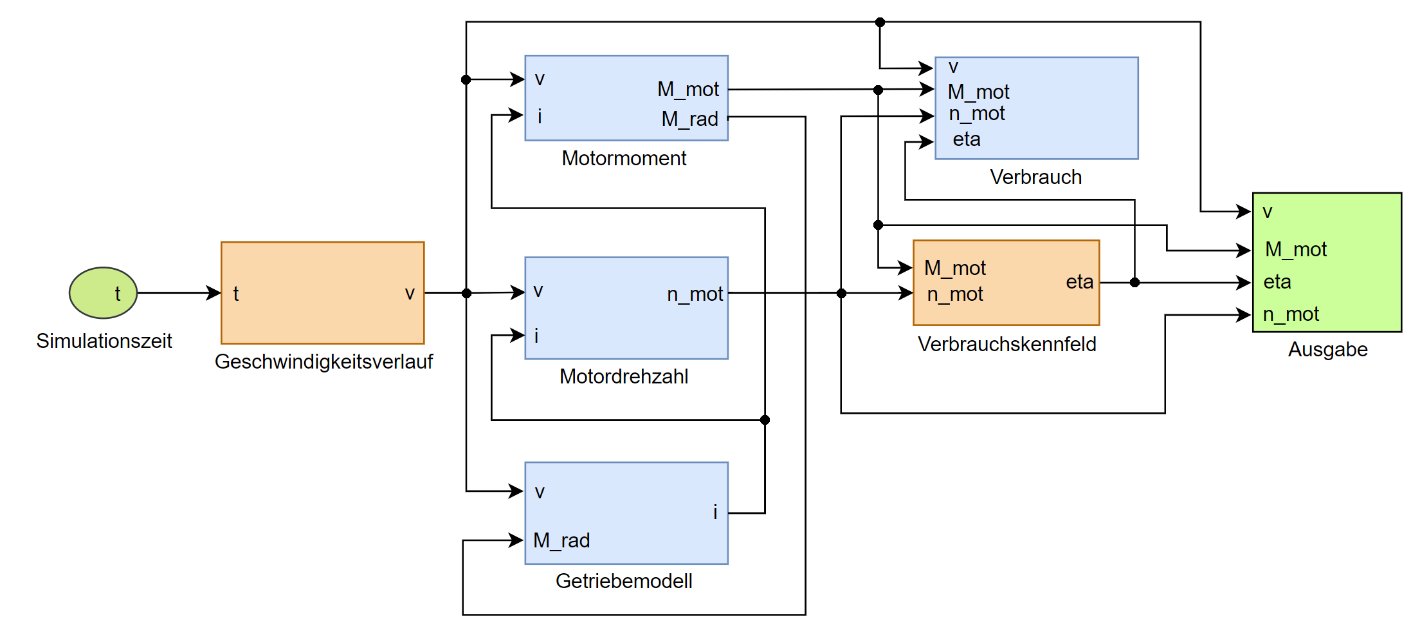 t
Simulationszeit
t
v
Geschwindigkeitsverlauf
v
i
M_mot
M_rad
Motormoment
v
i
n_mot
Motordrehzahl
v
M_rad
i
Getriebemodell
v
M_mot
n_mot
eta
Verbrauch
M_mot
n_mot
eta
Verbrauchskennfeld
v
M_mot
eta
n_mot
Ausgabe